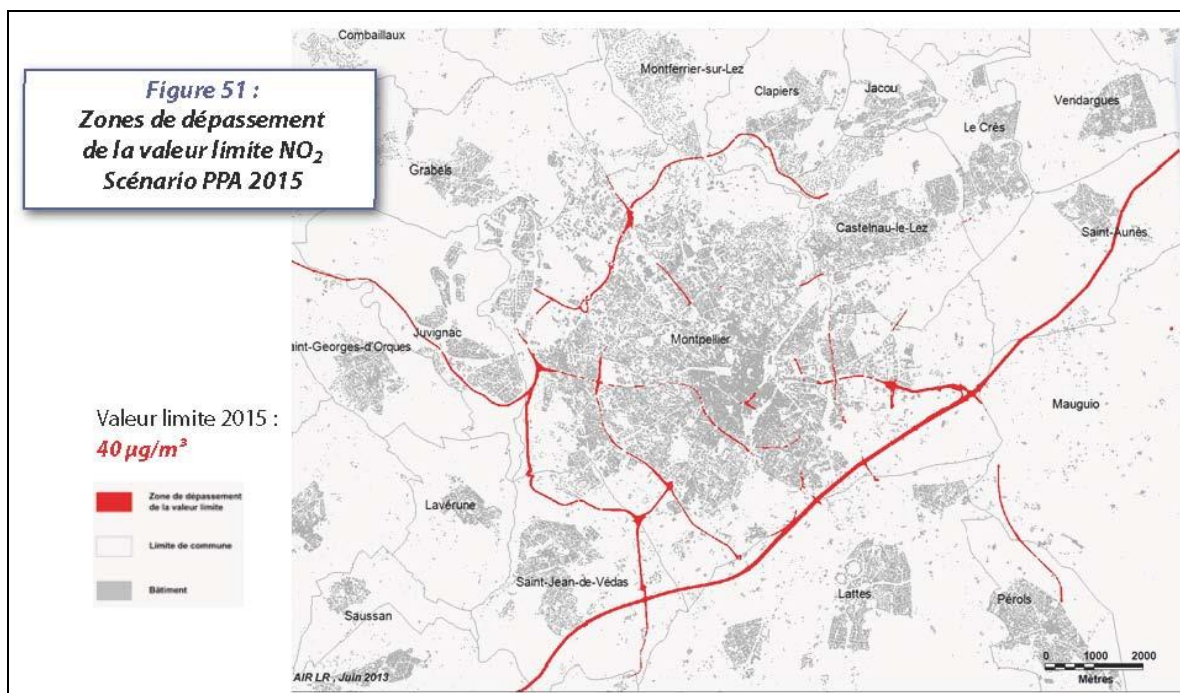 Figure 51 :
Zones de dépassement
de la valeur limite NO₂
Scénario PPA 2015
Combaillaux
Montferrier-sur-Lez
Clapiers
Jacou
Vendargues
Le Crès
Grabels
Castelnau-le-Lez
Saint-Aunès
Juvignac
Montpellier
aint-Georges-d'Orques
Mauguio
Valeur limite 2015 :
40 µg/m³
Zone de dépassement
de la valeur limite
Limite de commune
Bâtiment
Lavérune
Saint-Jean-de-Védas
Lattes
Pérols
Saussan
0 1000 2000
Mètres
AIR LR , Juin 2013